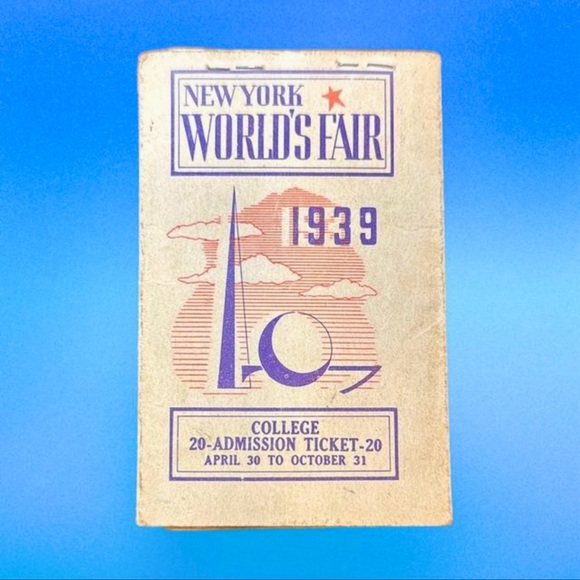 NEW YORK
WORLD'S FAIR
1939
COLLEGE
20-ADMISSION TICKET-20
APRIL 30 TO OCTOBER 31